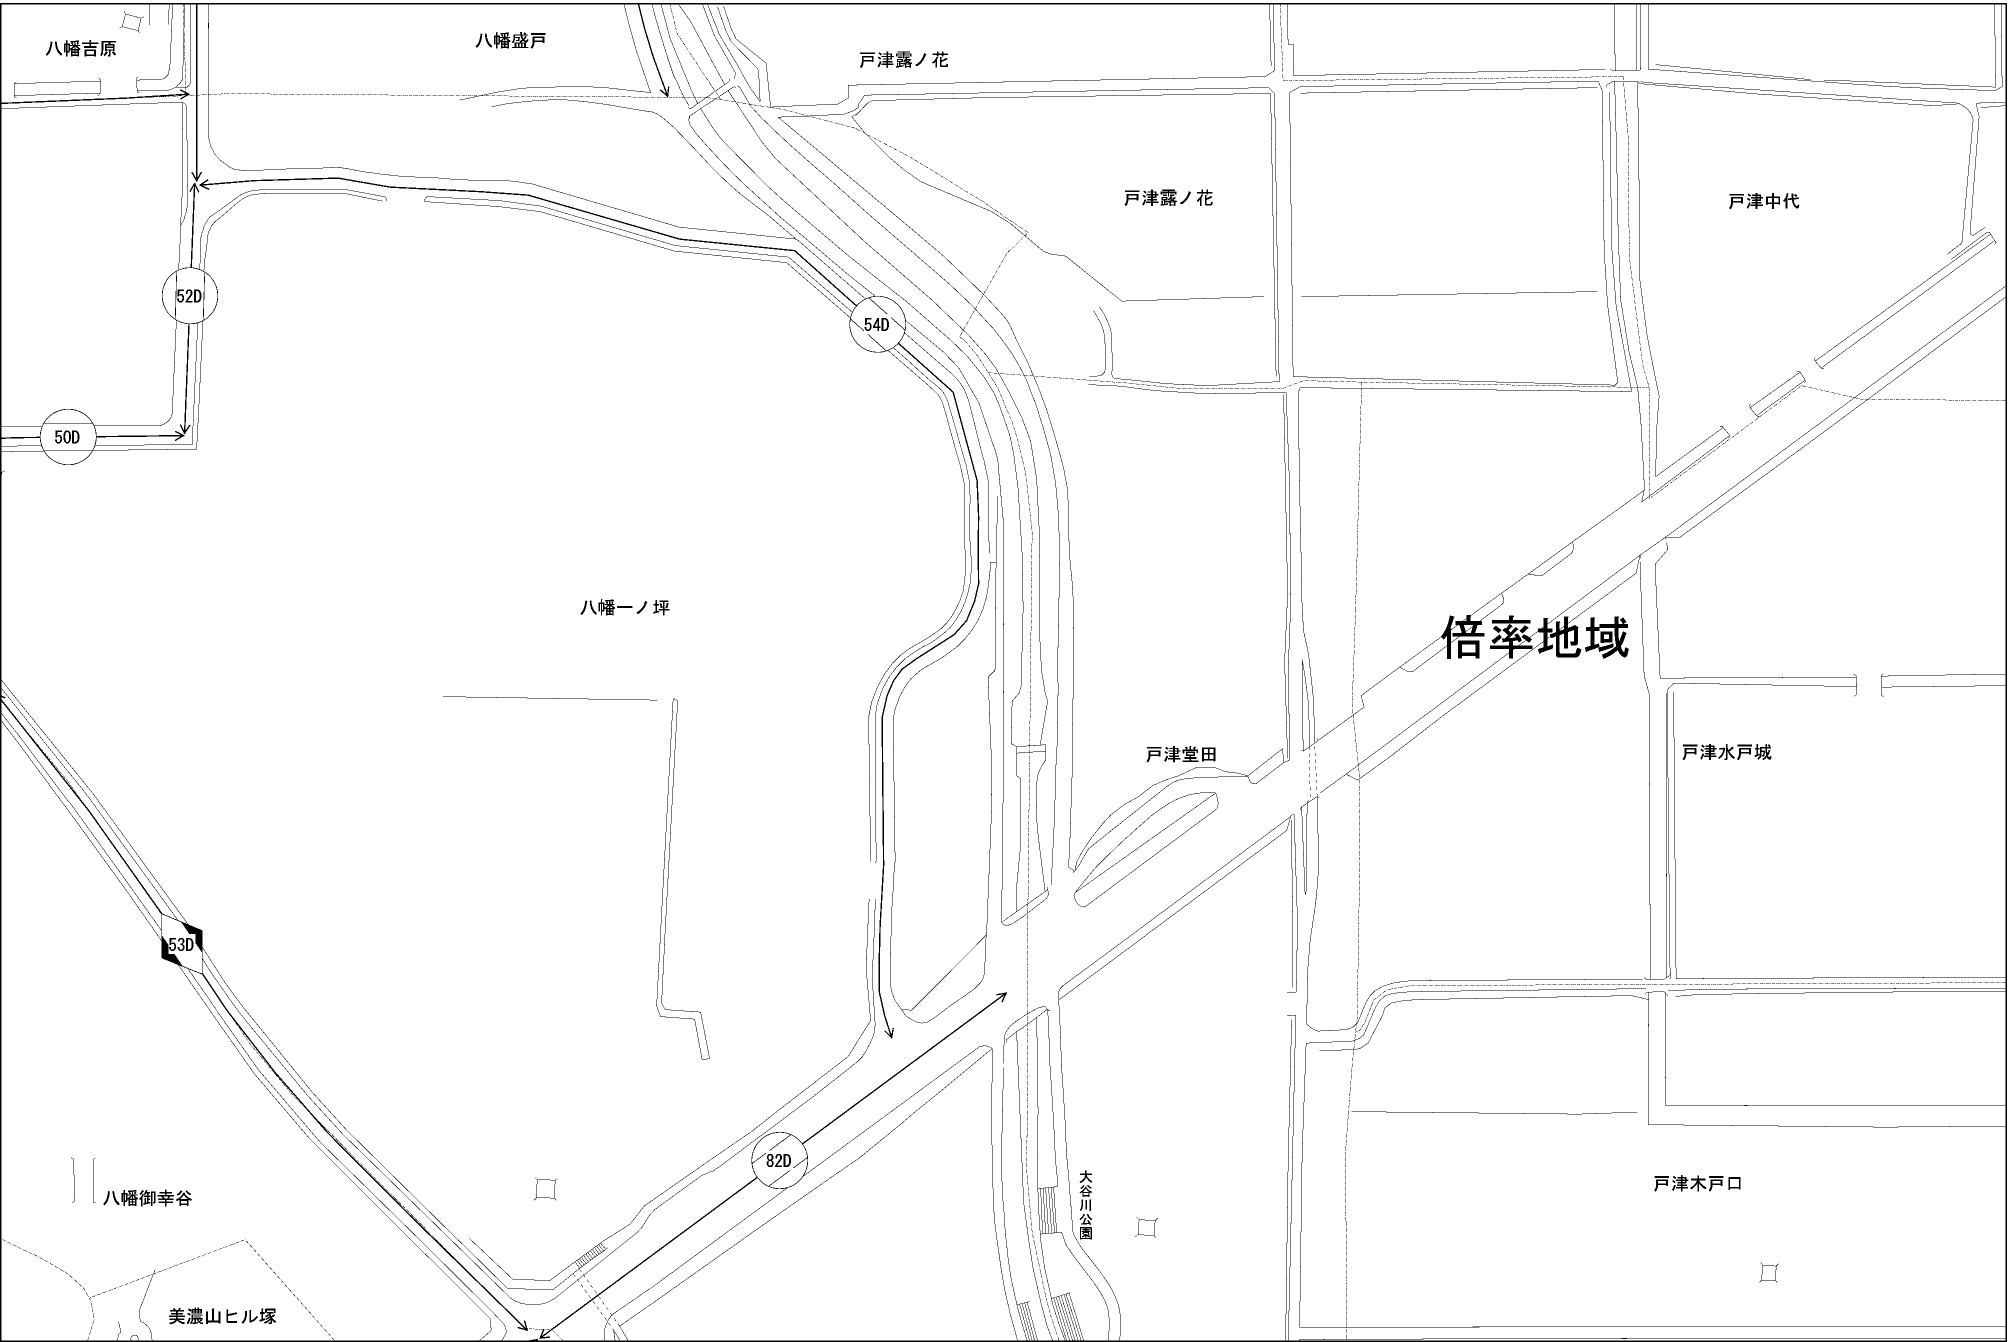 八幡吉原
八幡盛戸
戸津露ノ花
戸津露ノ花
戸津中代
52D
54D
50D
八幡一ノ坪
倍率地域
戸津堂田
戸津水戸城
53D
82D
大谷川公園
戸津木戸口
八幡御幸谷
美濃山ヒル塚